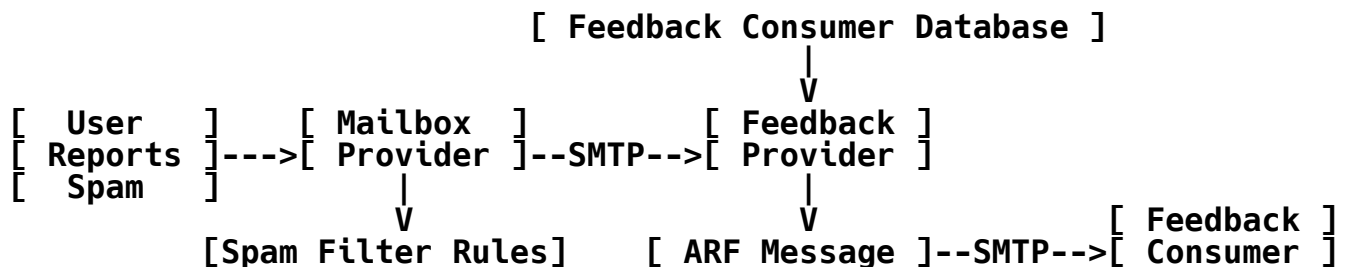 [ Feedback Consumer Database ]
|
V
[  User   ]    [ Mailbox  ]         [ Feedback ]
[ Reports ]--->[ Provider ]--SMTP-->[ Provider ]
[  Spam   ]         |                    |
V                    V               [ Feedback ]
[Spam Filter Rules]    [ ARF Message ]--SMTP-->[ Consumer ]